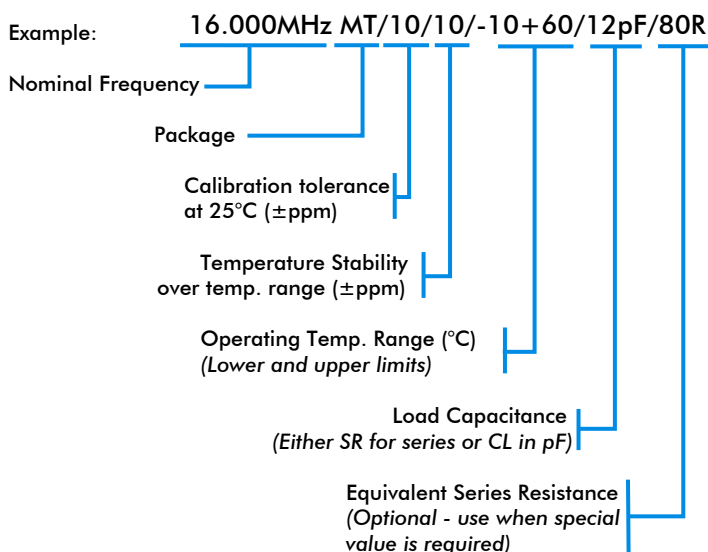 Example:
16.000MHz MT/10/10/-10+60/12pF/80R
Nominal Frequency
Package
Calibration tolerance
at 25°C (±ppm)
Temperature Stability
over temp. range (±ppm)
Operating Temp. Range (°C)
(Lower and upper limits)
Load Capacitance
(Either SR for series or CL in pF)
Equivalent Series Resistance
(Optional - use when special
value is required)